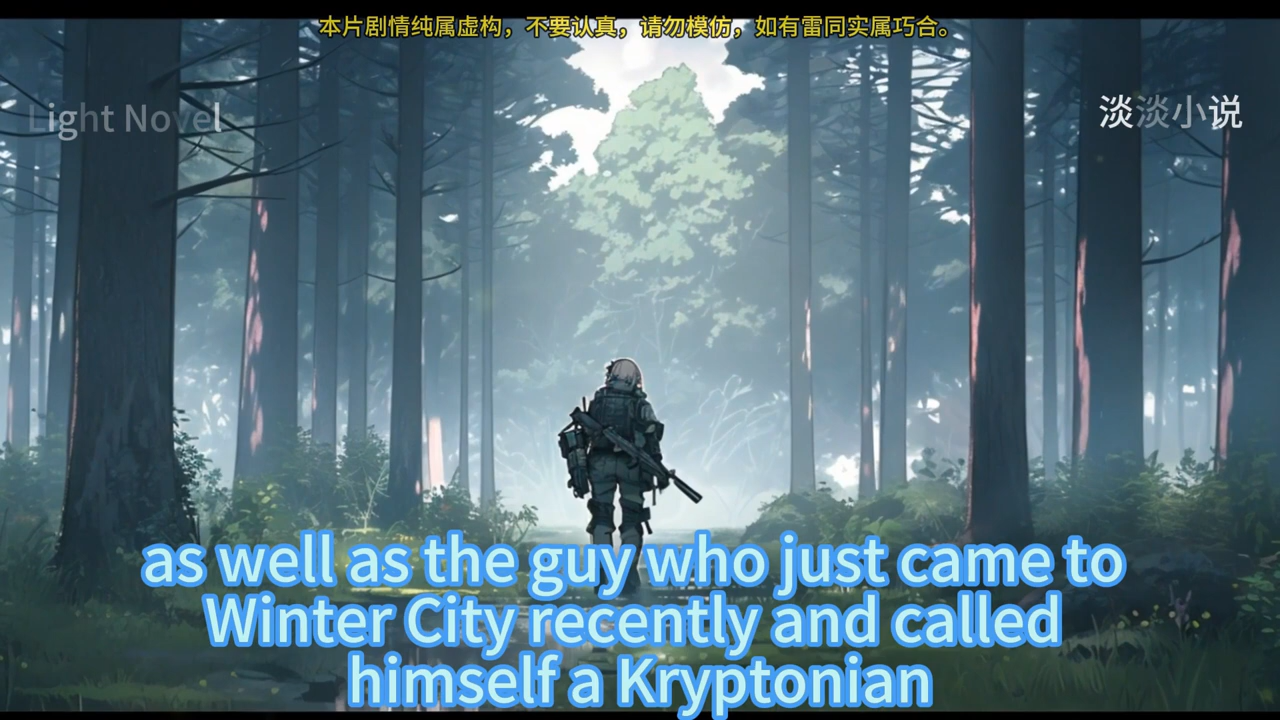 本片剧情纯属虚构，不要认真，请勿模仿，如有雷同实属巧合。
Light Novel
淡淡小说
as well as the guy who just came to
Winter City recently and called
himself a Kryptonian